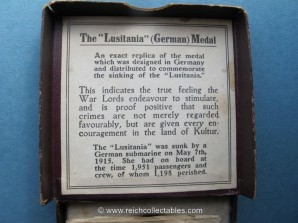 The "Lusitania" (German) Medal
An exact replica of the medal
which was designed in Germany
and distributed to commemorate
the sinking of the "Lusitania."
This indicates the true feeling the
War Lords endeavour to stimulate,
and is proof positive that such
crimes are not merely regarded
favourably, but are given every en-
couragement in the land of Kultur.
The "Lusitania" was sunk by a
German submarine on May 7th,
1915. She had on board at
the time 1,951 passengers and
crew, of whom 1,198 perished.
www.reichcollectables.com